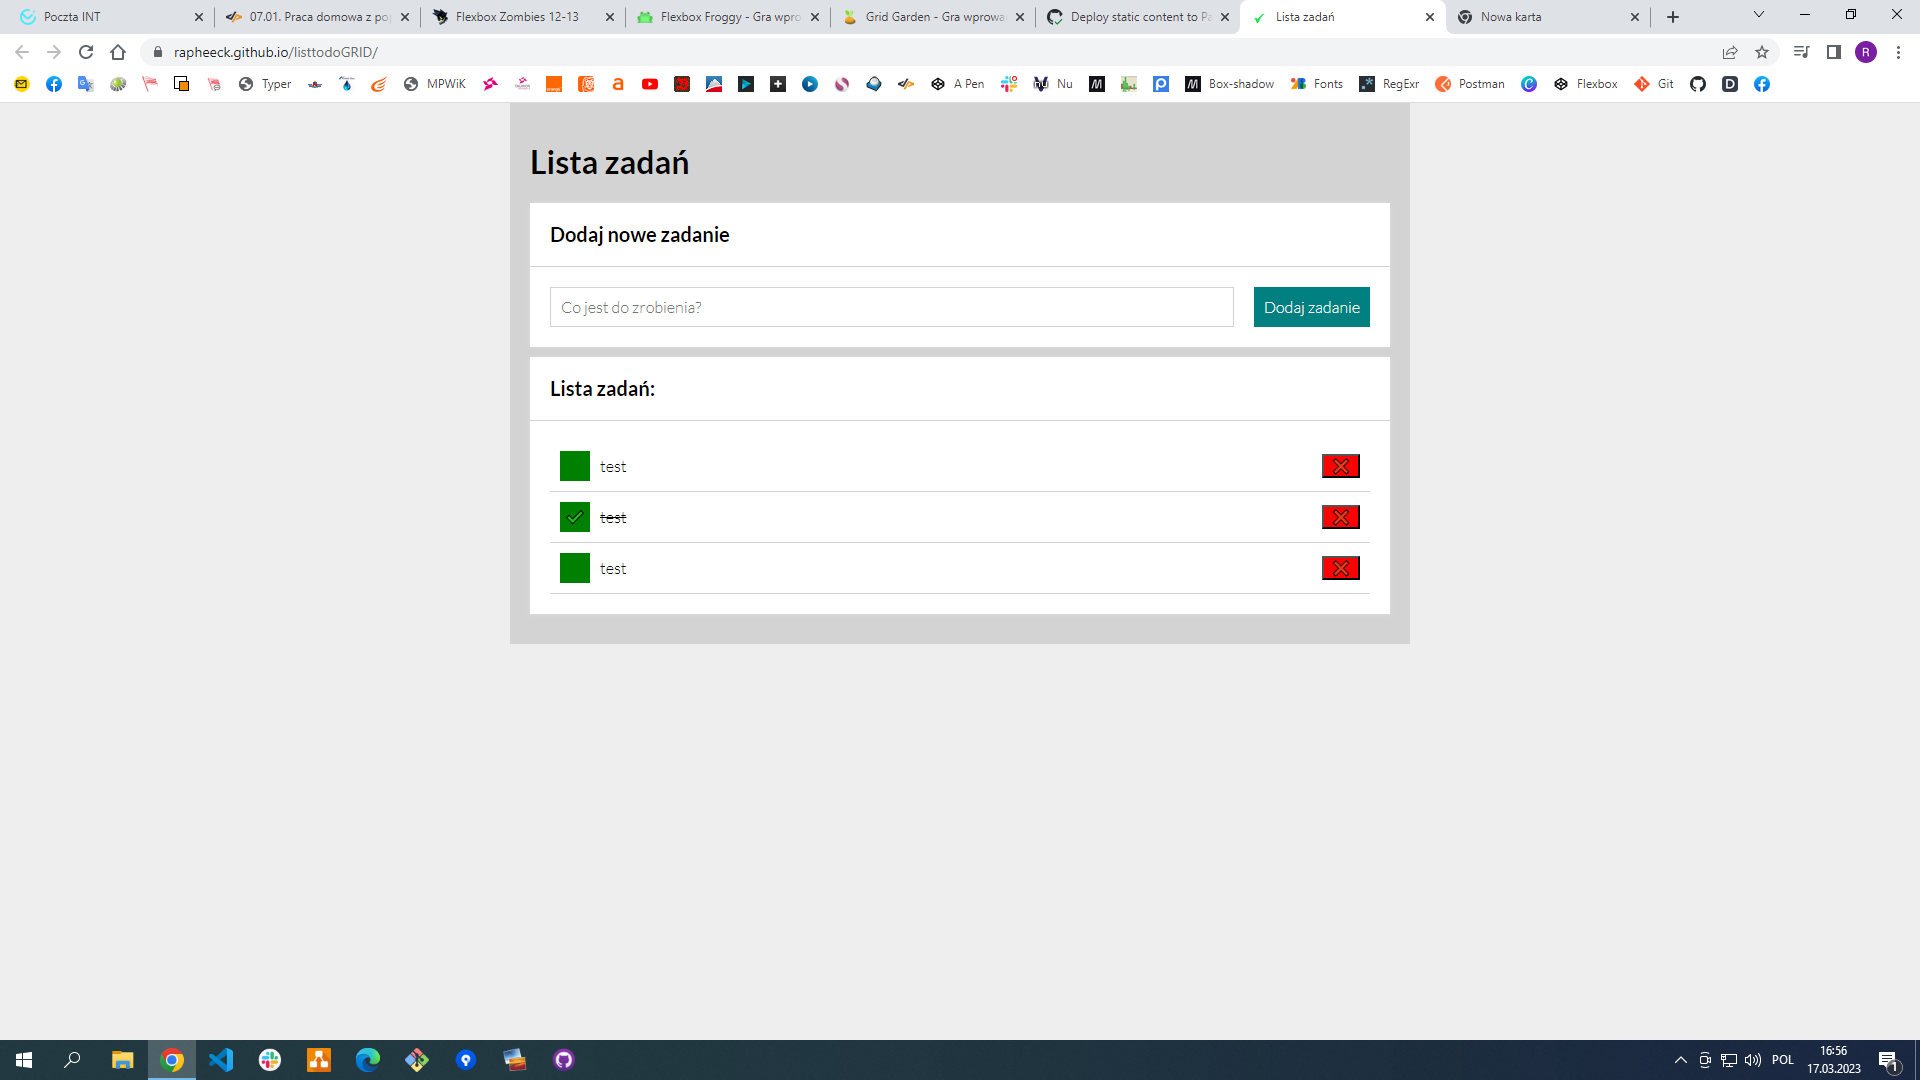 Poczta INT
07.01. Praca domowa z po
Flexbox Zombies 12-13
Flexbox Froggy - Gra wpro
Grid Garden - Gra wprowa
Deploy static content to Pa
Lista zadań
Nowa karta
rapheeck.github.io/listtodoGRID/
R
Typer
MPWiK
A Pen
Nu
Box-shadow
Fonts
RegExr
Postman
Flexbox
Git
Lista zadań
Dodaj nowe zadanie
Co jest do zrobienia?
Dodaj zadanie
Lista zadań:
test
test
test
POL
16:56
17.03.2023
1